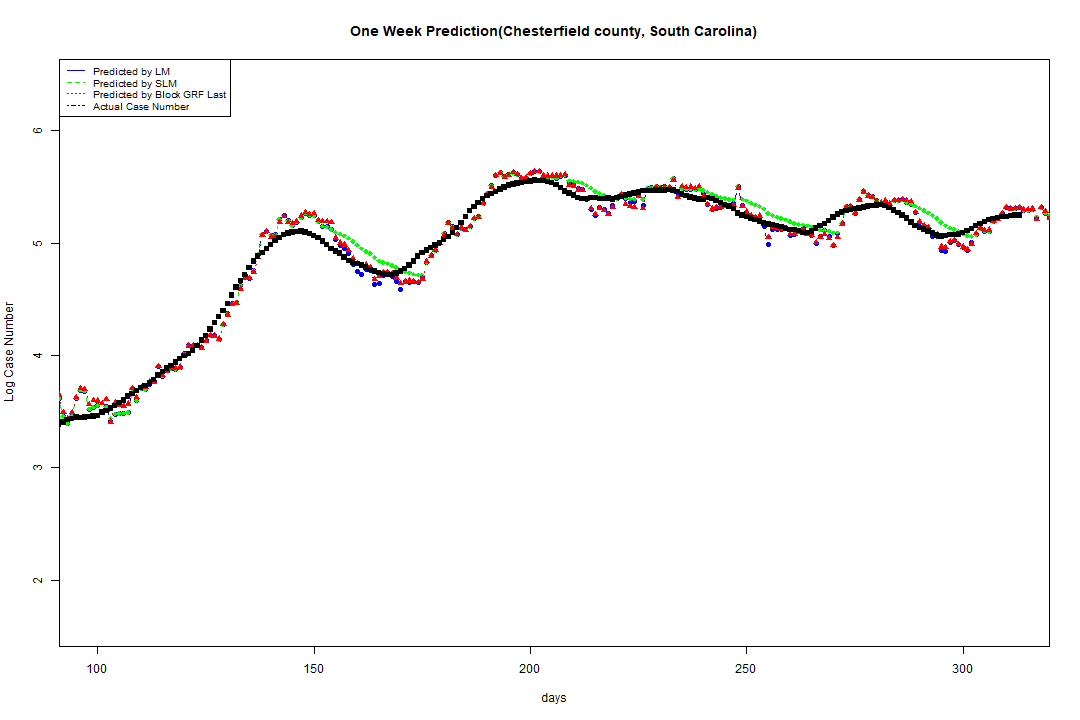 One Week Prediction(Chesterfield county, South Carolina)
Predicted by LM
Predicted by SLM
Predicted by Block GRF Last
Actual Case Number
6
5
4
3
2
Log Case Number
100 150 200 250 300
days